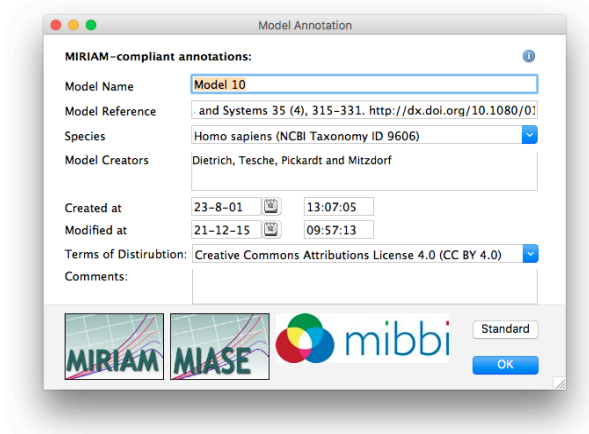 Model Annotation
MIRIAM-compliant annotations:
Model Name Model 10
Model Reference . and Systems 35 (4), 315-331. http://dx.doi.org/10.1080/01
Species Homo sapiens (NCBI Taxonomy ID 9606)
Model Creators Dietrich, Tesche, Pickardt and Mitzdorf
Created at 23-8-01 13:07:05
Modified at 21-12-15 09:57:13
Terms of Distirubtion: Creative Commons Attributions License 4.0 (CC BY 4.0)
Comments:
MIRIAM MIASE mibbi Standard
OK